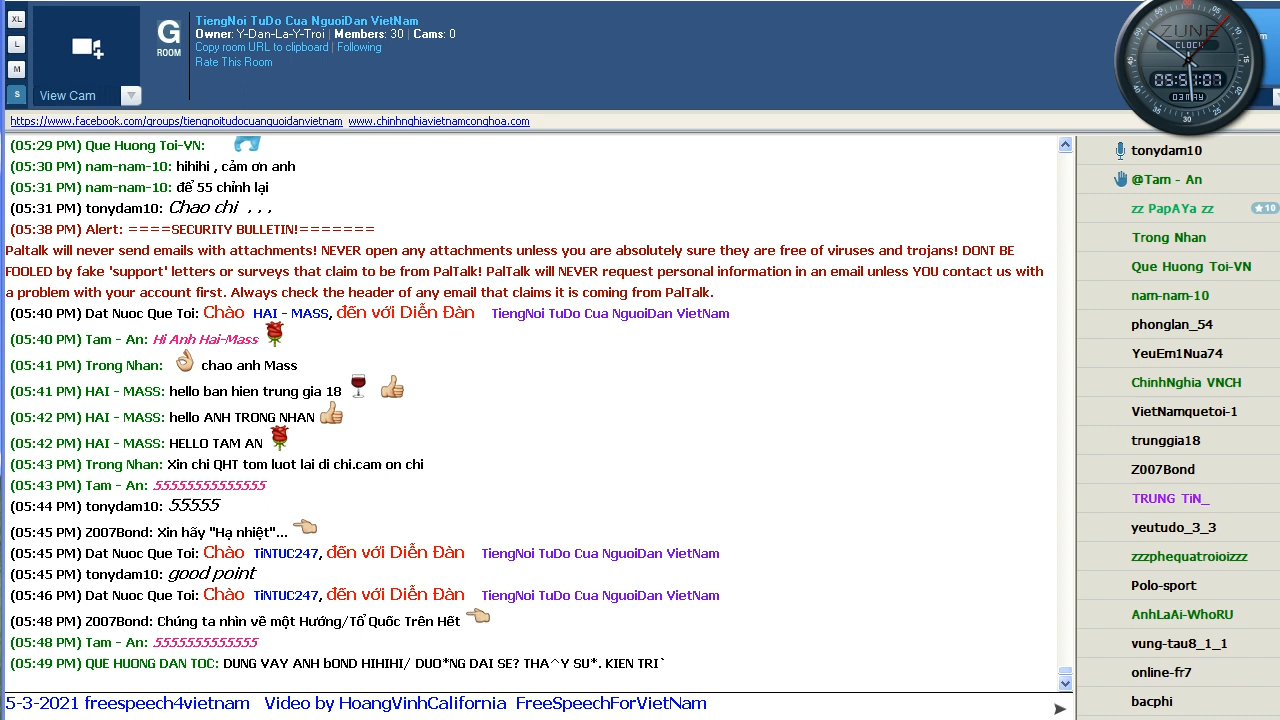 XL
L
M
S
View Cam
G
ROOM
TiengNoi TuDo Cua NguoiDan VietNam
Owner: Y-Dan-La-Y-Troi | Members: 30 | Cams: 0
Copy room URL to clipboard | Following
Rate This Room
ZUNE
CLOCK
05:51:07
03 MAY
https://www.facebook.com/groups/tiengnoitudocuanguoidanvietnam www.chinhnghiavietnamconghoa.com
(05:29 PM) Que Huong Toi-VN:
(05:30 PM) nam-nam-10: hihihi , cảm ơn anh
(05:31 PM) nam-nam-10: để 55 chỉnh lại
(05:31 PM) tonydam10: Chao chi . . .
(05:38 PM) Alert: ====SECURITY BULLETIN!=======
Paltalk will never send emails with attachments! NEVER open any attachments unless you are absolutely sure they are free of viruses and trojans! DONT BE
FOOLED by fake 'support' letters or surveys that claim to be from PalTalk! PalTalk will NEVER request personal information in an email unless YOU contact us with
a problem with your account first. Always check the header of any email that claims it is coming from PalTalk.
(05:40 PM) Dat Nuoc Que Toi: Chào HAI - MASS, đến với Diễn Đàn TiengNoi TuDo Cua NguoiDan VietNam
(05:40 PM) Tam - An: Hi Anh Hai-Mass
(05:41 PM) Trong Nhan: chao anh Mass
(05:41 PM) HAI - MASS: hello ban hien trung gia 18
(05:42 PM) HAI - MASS: hello ANH TRONG NHAN
(05:42 PM) HAI - MASS: HELLO TAM AN
(05:43 PM) Trong Nhan: Xin chi QHT tom luot lai di chi.cam on chi
(05:43 PM) Tam - An: 55555555555555
(05:44 PM) tonydam10: 55555
(05:45 PM) Z007Bond: Xin hãy "Hạ nhiệt"...
(05:45 PM) Dat Nuoc Que Toi: Chào TiNTUC247, đến với Diễn Đàn TiengNoi TuDo Cua NguoiDan VietNam
(05:45 PM) tonydam10: good point
(05:46 PM) Dat Nuoc Que Toi: Chào TiNTUC247, đến với Diễn Đàn TiengNoi TuDo Cua NguoiDan VietNam
(05:48 PM) Z007Bond: Chúng ta nhìn về một Hướng/Tổ Quốc Trên Hết
(05:48 PM) Tam - An: 5555555555555
(05:49 PM) QUE HUONG DAN TOC: DUNG VAY ANH bOND HIHIHI/ DUO*NG DAI SE? THA^Y SU*. KIEN TRI`
5-3-2021 freespeech4vietnam Video by HoangVinhCalifornia FreeSpeechForVietNam
tonydam10
@Tam - An
zz PapAYa zz
★10
Trong Nhan
Que Huong Toi-VN
nam-nam-10
phonglan_54
YeuEm1Nua74
ChinhNghia VNCH
VietNamquetoi-1
trunggia18
Z007Bond
TRUNG TiN_
yeutudo_3_3
zzzphequatroioizzz
Polo-sport
AnhLaAi-WhoRU
vung-tau8_1_1
online-fr7
bacphi